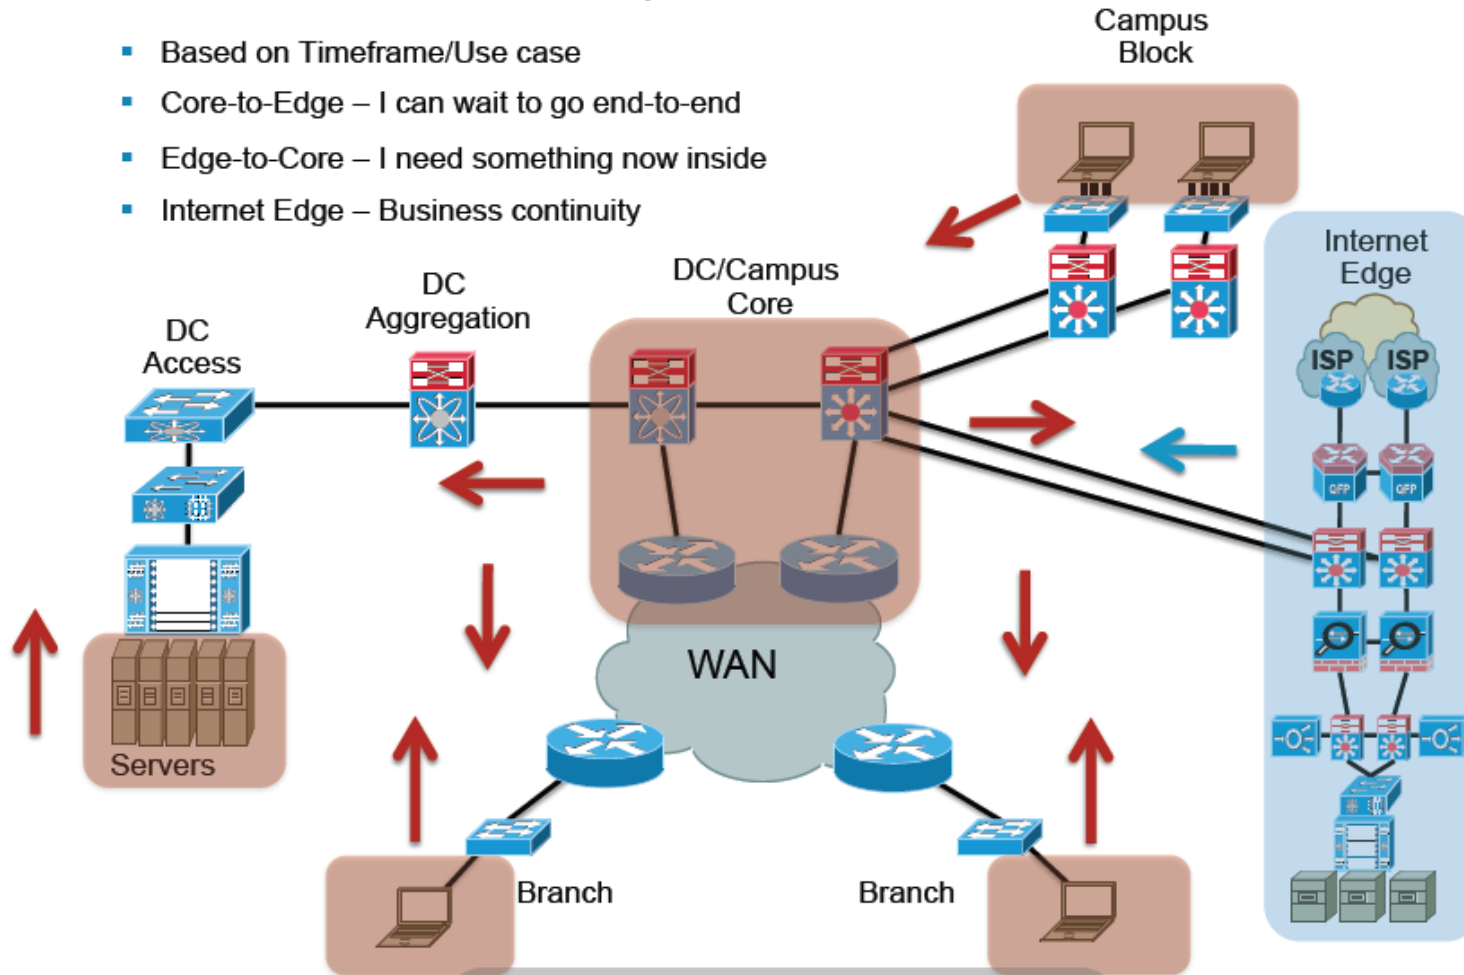 Campus
Block
Based on Timeframe/Use case
Core-to-Edge – I can wait to go end-to-end
Edge-to-Core – I need something now inside
Internet Edge – Business continuity
Internet
Edge
DC/Campus
Core
DC
Aggregation
DC
Access
ISP
ISP
QFP
QFP
WAN
Servers
Branch
Branch